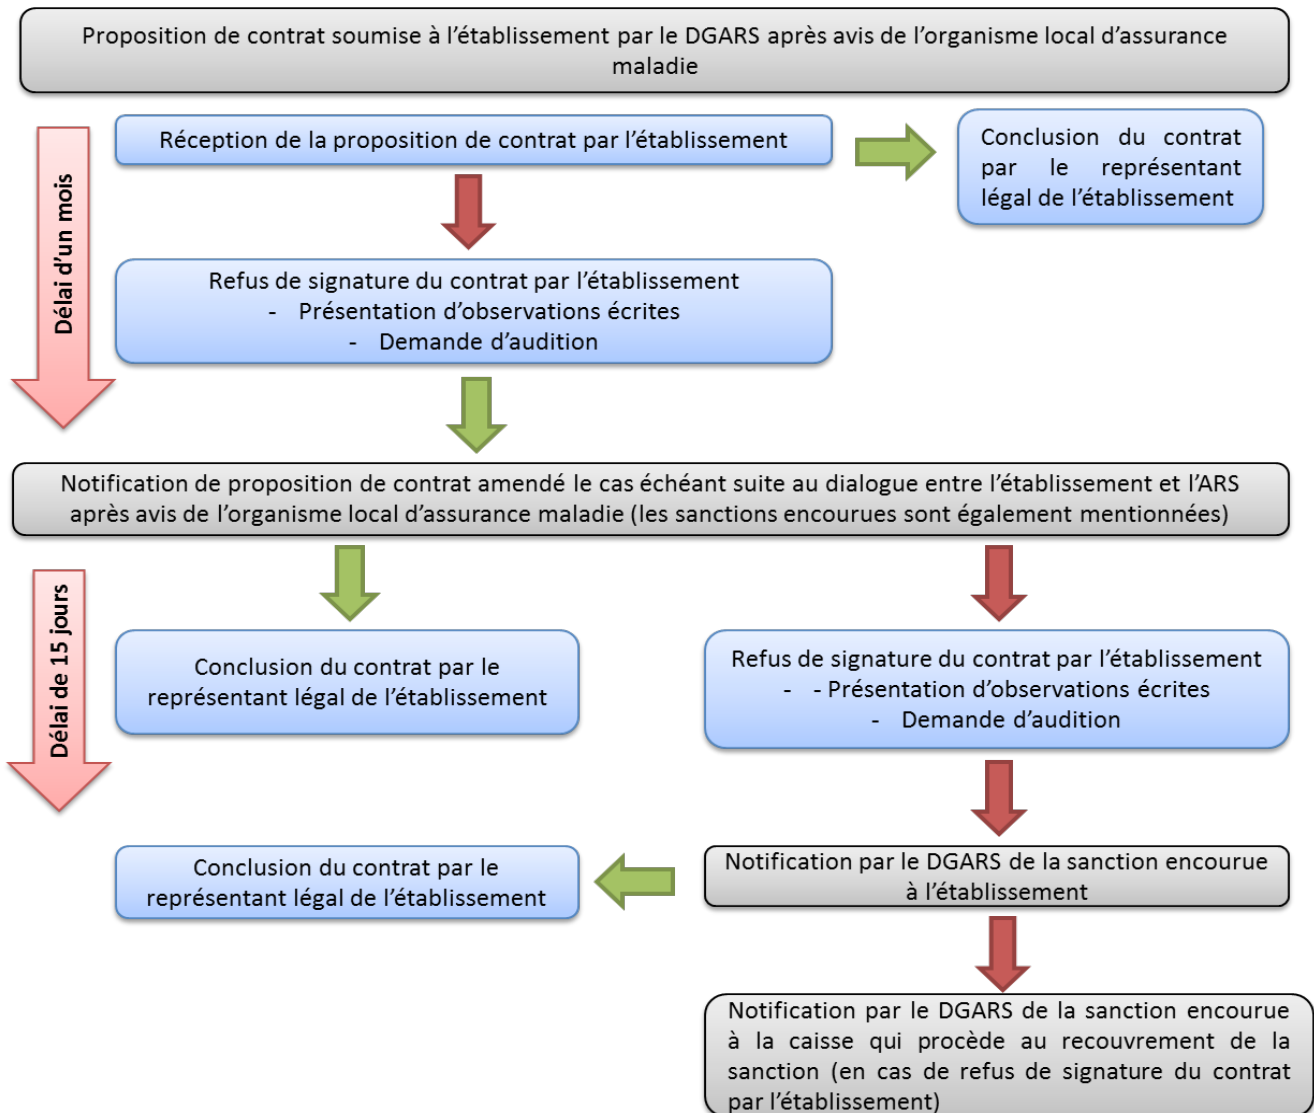 Proposition de contrat soumise à l’établissement par le DGARS après avis de l’organisme local d’assurance
maladie
Délai d’un mois
Réception de la proposition de contrat par l’établissement
Conclusion du contrat
par le représentant
légal de l’établissement
Refus de signature du contrat par l’établissement
- Présentation d’observations écrites
- Demande d’audition
Notification de proposition de contrat amendé le cas échéant suite au dialogue entre l’établissement et l’ARS
après avis de l’organisme local d’assurance maladie (les sanctions encourues sont également mentionnées)
Délai de 15 jours
Conclusion du contrat par le
représentant légal de l’établissement
Refus de signature du contrat par l’établissement
- - Présentation d’observations écrites
- Demande d’audition
Conclusion du contrat par le
représentant légal de l’établissement
Notification par le DGARS de la sanction encourue
à l’établissement
Notification par le DGARS de la sanction encourue
à la caisse qui procède au recouvrement de la
sanction (en cas de refus de signature du contrat
par l’établissement)